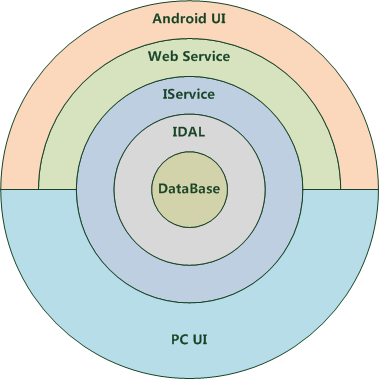 Android UI
Web Service
IService
IDAL
DataBase
PC UI